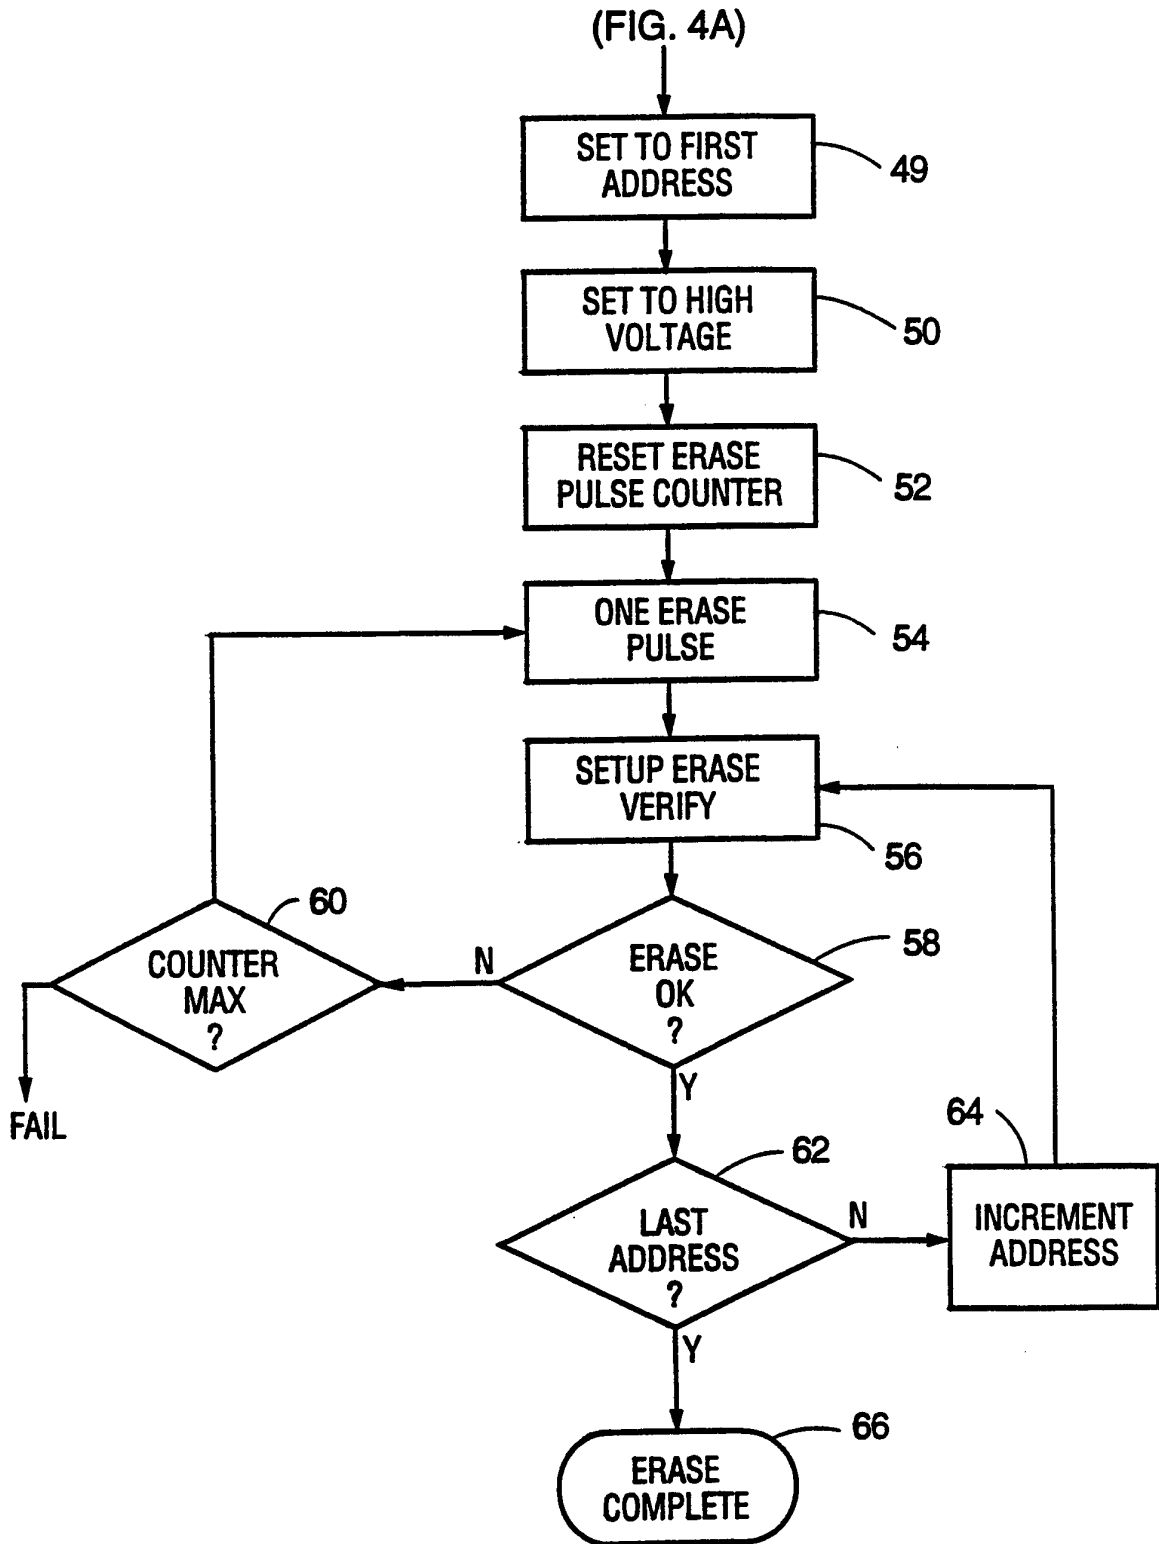 (FIG. 4A)
SET TO FIRST
ADDRESS
49
SET TO HIGH
VOLTAGE
50
RESET ERASE
PULSE COUNTER
52
ONE ERASE
PULSE
54
SETUP ERASE
VERIFY
56
60
COUNTER
MAX
?
N
ERASE
OK
?
58
Y
FAIL
62
LAST
ADDRESS
?
N
64
INCREMENT
ADDRESS
Y
66
ERASE
COMPLETE